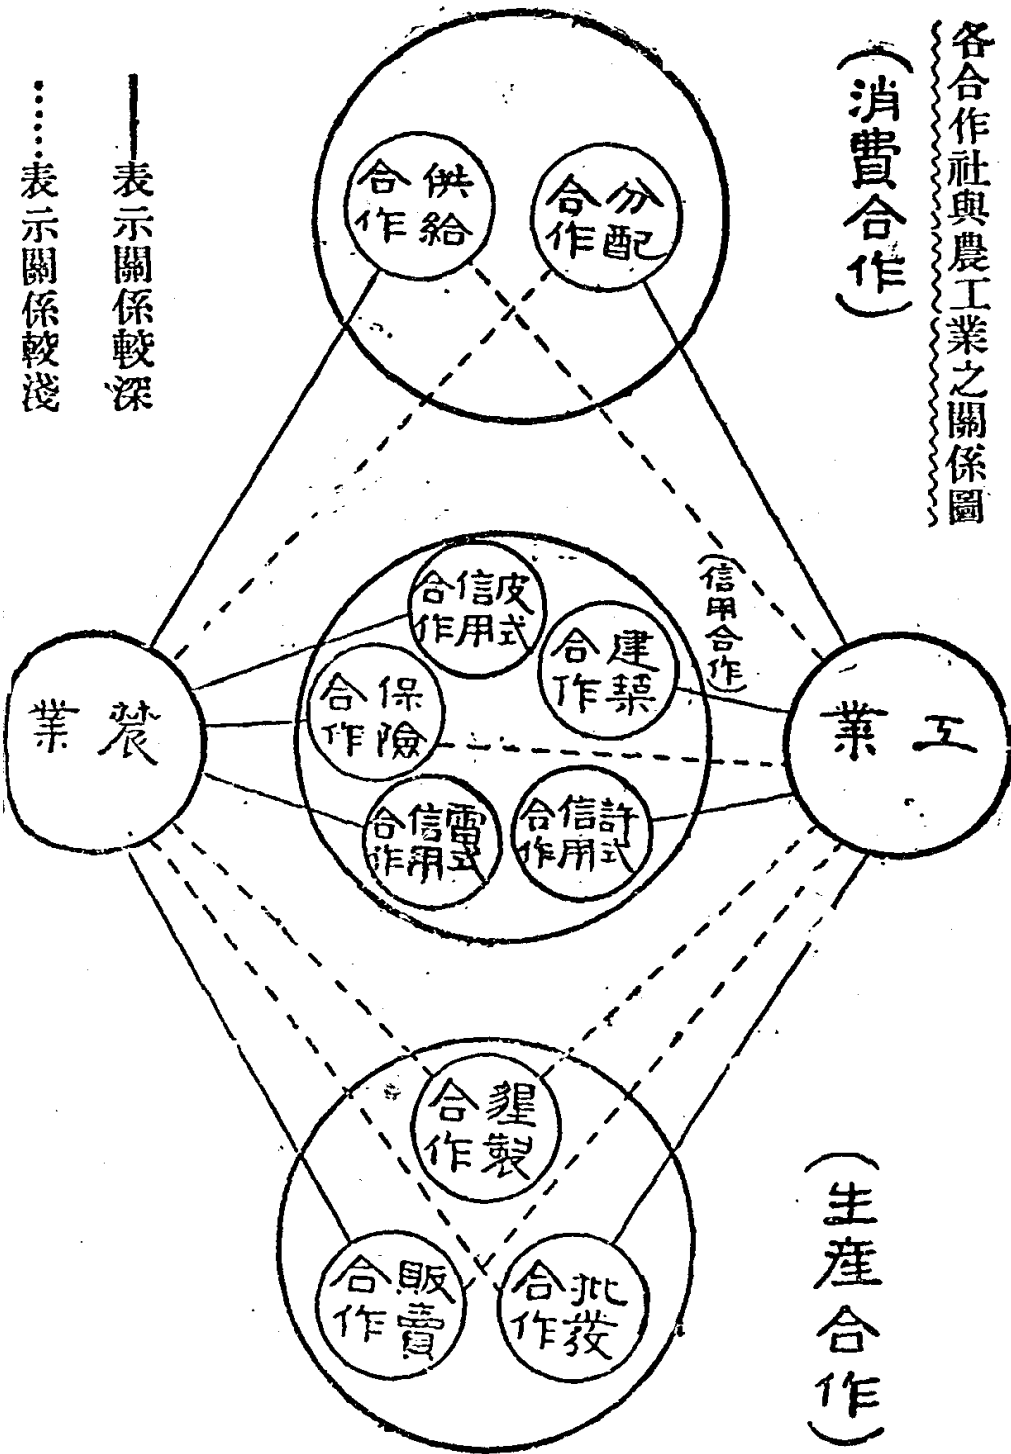 各合作社與農工業之關係圖
(消費合作)
表示關係較深
表示關係較淺
分配合作
供給合作
(信用合作)
皮式信用合作
建築合作
保險合作
許式信用合作
雷式信用合作
工業
農業
(生產合作)
墾製合作
批發合作
販賣合作